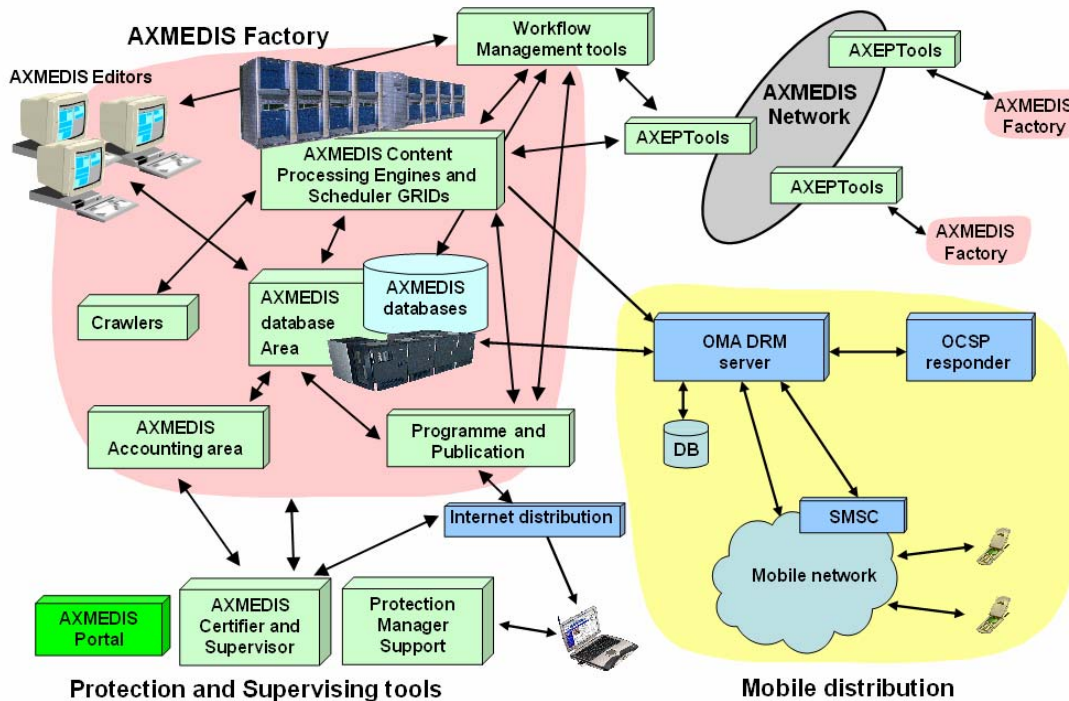 AXMEDIS Factory
Workflow
Management tools
AXEPTools
AXMEDIS Editors
AXMEDIS
Network
AXMEDIS
Factory
AXEPTools
AXMEDIS Content
Processing Engines and
Scheduler GRIDs
AXEPTools
AXMEDIS
Factory
AXMEDIS
database
Area
AXMEDIS
databases
Crawlers
OMA DRM
server
OCSP
responder
AXMEDIS
Accounting area
Programme and
Publication
DB
Internet distribution
SMSC
Mobile network
AXMEDIS
Portal
AXMEDIS
Certifier and
Supervisor
Protection
Manager
Support
Protection and Supervising tools
Mobile distribution